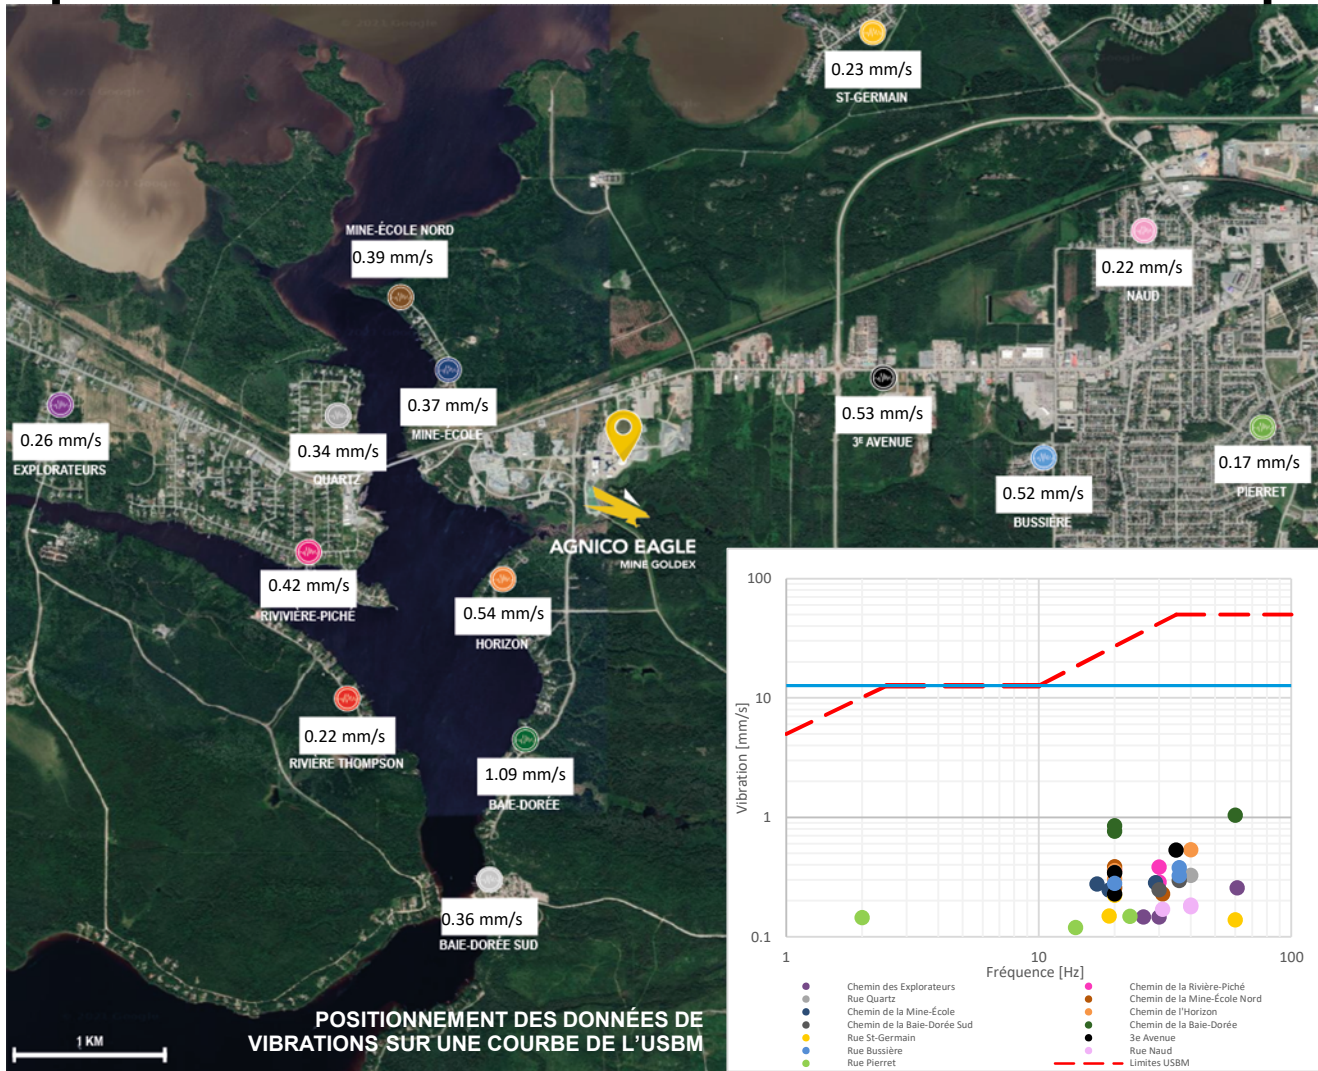 0.23 mm/s
ST-GERMAIN
MINE-ÉCOLE NORD
0.39 mm/s
0.22 mm/s
NAUD
0.37 mm/s
MINE-ÉCOLE
0.26 mm/s
EXPLORATEURS
0.34 mm/s
QUARTZ
0.53 mm/s
3E AVENUE
0.17 mm/s
PIERRET
0.52 mm/s
BUSSIÈRE
AGNICO EAGLE
MINE GOLDEX
0.42 mm/s
RIVIVIÈRE-PICHÉ
0.54 mm/s
HORIZON
0.22 mm/s
RIVIÈRE THOMPSON
1.09 mm/s
BAIE-DORÉE
0.36 mm/s
BAIE-DORÉE SUD
POSITIONNEMENT DES DONNÉES DE
VIBRATIONS SUR UNE COURBE DE L'USBM
1 KM
100
10
1
0.1
Vibration [mm/s]
1 10 100
Fréquence [Hz]
Chemin des Explorateurs
Chemin de la Rivière-Piché
Rue Quartz
Chemin de la Mine-École Nord
Chemin de la Mine-École
Chemin de l'Horizon
Chemin de la Baie-Dorée Sud
Chemin de la Baie-Dorée
Rue St-Germain
3e Avenue
Rue Bussière
Rue Naud
Rue Pierret
Limites USBM